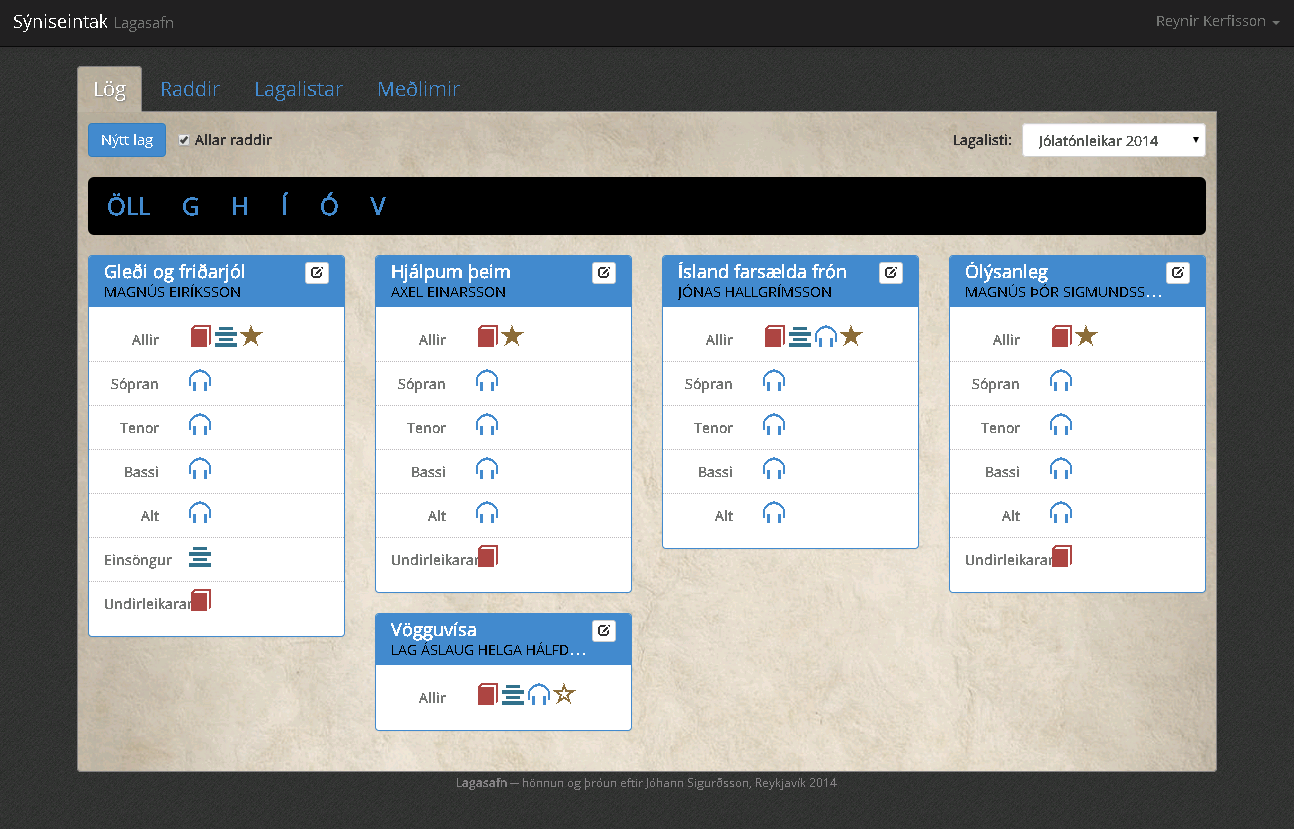 Sýniseintak Lagasafn
Reynir Kerfisson
Lög Raddir Lagalistar Meðlimir
Nýtt lag Allar raddir Lagalisti: Jólatónleikar 2014
ÖLL G H Í Ó V
Gleði og friðarjól
MAGNÚS EIRÍKSSON
Allir
Sópran
Tenor
Bassi
Alt
Einsöngur
Undirleikarar
Hjálpum þeim
AXEL EINARSSON
Allir
Sópran
Tenor
Bassi
Alt
Undirleikarar
Ísland farsælda frón
JÓNAS HALLGRÍMSSON
Allir
Sópran
Tenor
Bassi
Alt
Ólýsanleg
MAGNÚS ÞÓR SIGMUNDSS...
Allir
Sópran
Tenor
Bassi
Alt
Undirleikarar
Vögguvísa
LAG ÁSLAUG HELGA HÁLFD...
Allir
Lagasafn — hönnun og þróun eftir Jóhann Sigurðsson, Reykjavík 2014